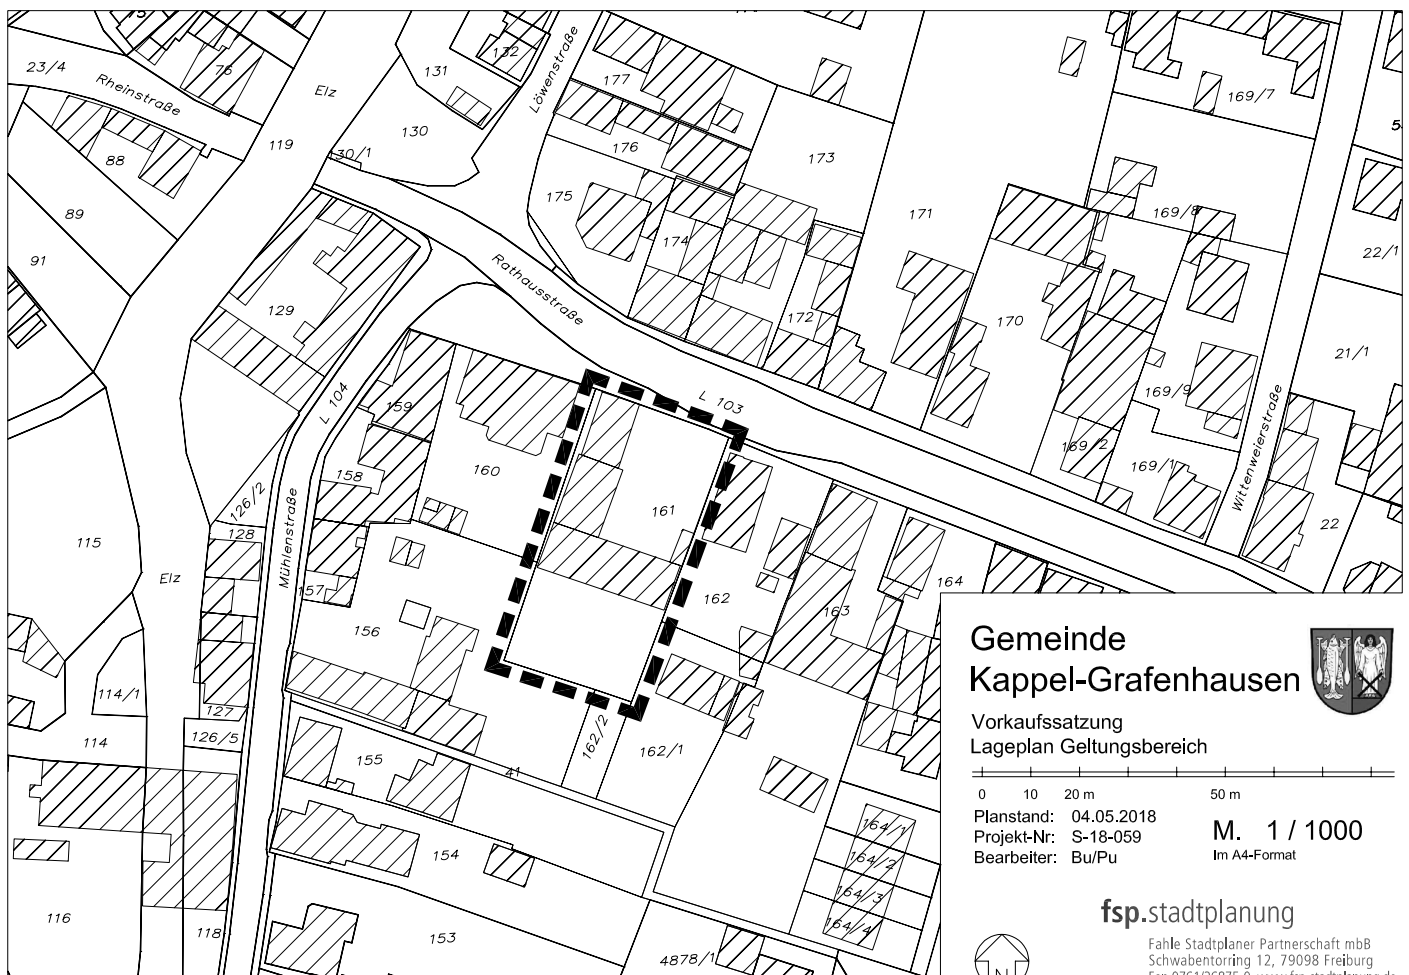 132
76
23/4
Rheinstraße
Elz
131
130
Löwenstraße
177
169/7
119
130/1
88
176
173
89
175
171
169/8
174
22/1
91
Rathausstraße
129
172
170
21/1
L 104
L 103
159
169/9
160
158
169/2
169/1
Wittenweierstraße
126/2
161
22
128
115
Mühlenstraße
Elz
157
162
163
164
156
114/1
127
126/5
114
162/2
162/1
155
41
154
164/1
164/2
164/3
164/4
116
118
153
4878/1
Gemeinde
Kappel-Grafenhausen
Vorkaufssatzung
Lageplan Geltungsbereich
0 10 20 m 50 m
Planstand: 04.05.2018
Projekt-Nr: S-18-059
Bearbeiter: Bu/Pu
M. 1 / 1000
Im A4-Format
fsp.stadtplanung
Fahle Stadtplaner Partnerschaft mbB
Schwabentorring 12, 79098 Freiburg
N